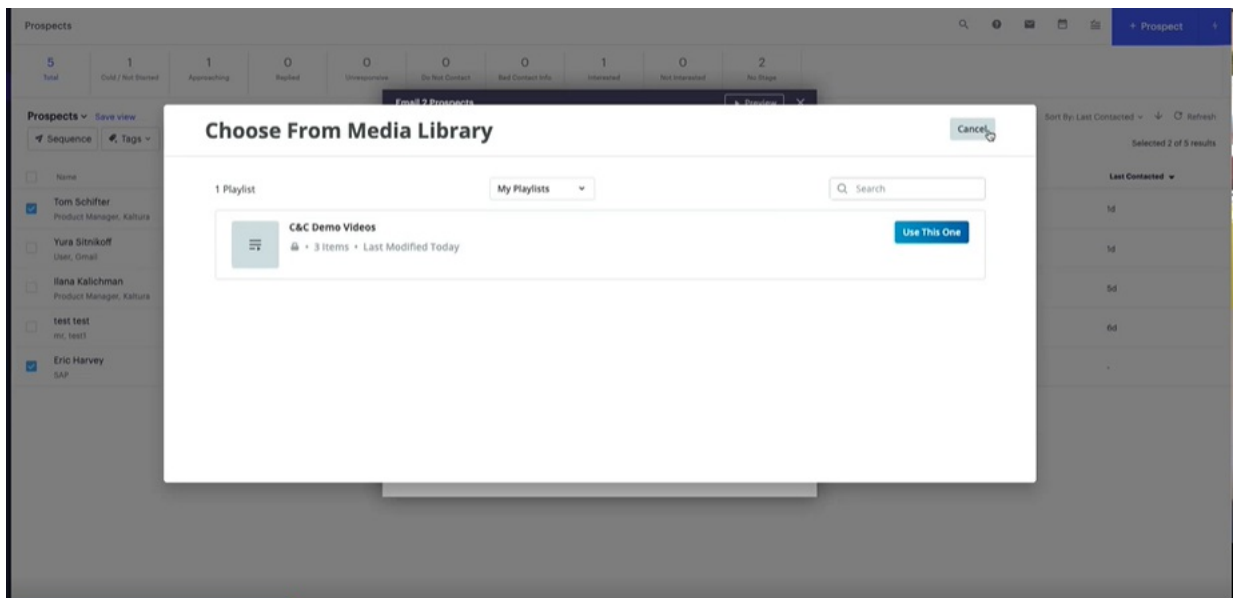 Prospects
+ Prospect
5 1 1 0 0 0 0 1 0 2
Total Cold / Not Started Approaching Replied Unresponsive Do Not Contact Bad Contact Info Interested Not Interested No Stage
Email 2 Prospects
Preview
Prospects Save view
Sort By: Last Contacted Refresh
Sequence Tags
Selected 2 of 5 results
Choose From Media Library
Cancel
Name
Last Contacted
1 Playlist
My Playlists
Search
Tom Schifter
Product Manager, Kaltura
1d
C&C Demo Videos
• 3 Items • Last Modified Today
Use This One
Yura Sitnikoff
User, Gmail
1d
Ilana Kalichman
Product Manager, Kaltura
5d
test test
mr, test1
6d
Eric Harvey
SAP
-